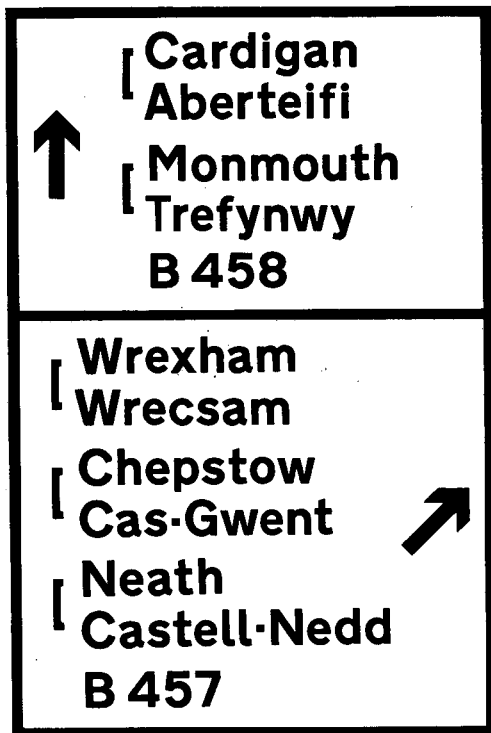 Cardigan
Aberteifi
Monmouth
Trefynwy
B 458
Wrexham
Wrecsam
Chepstow
Cas-Gwent
Neath
Castell-Nedd
B 457